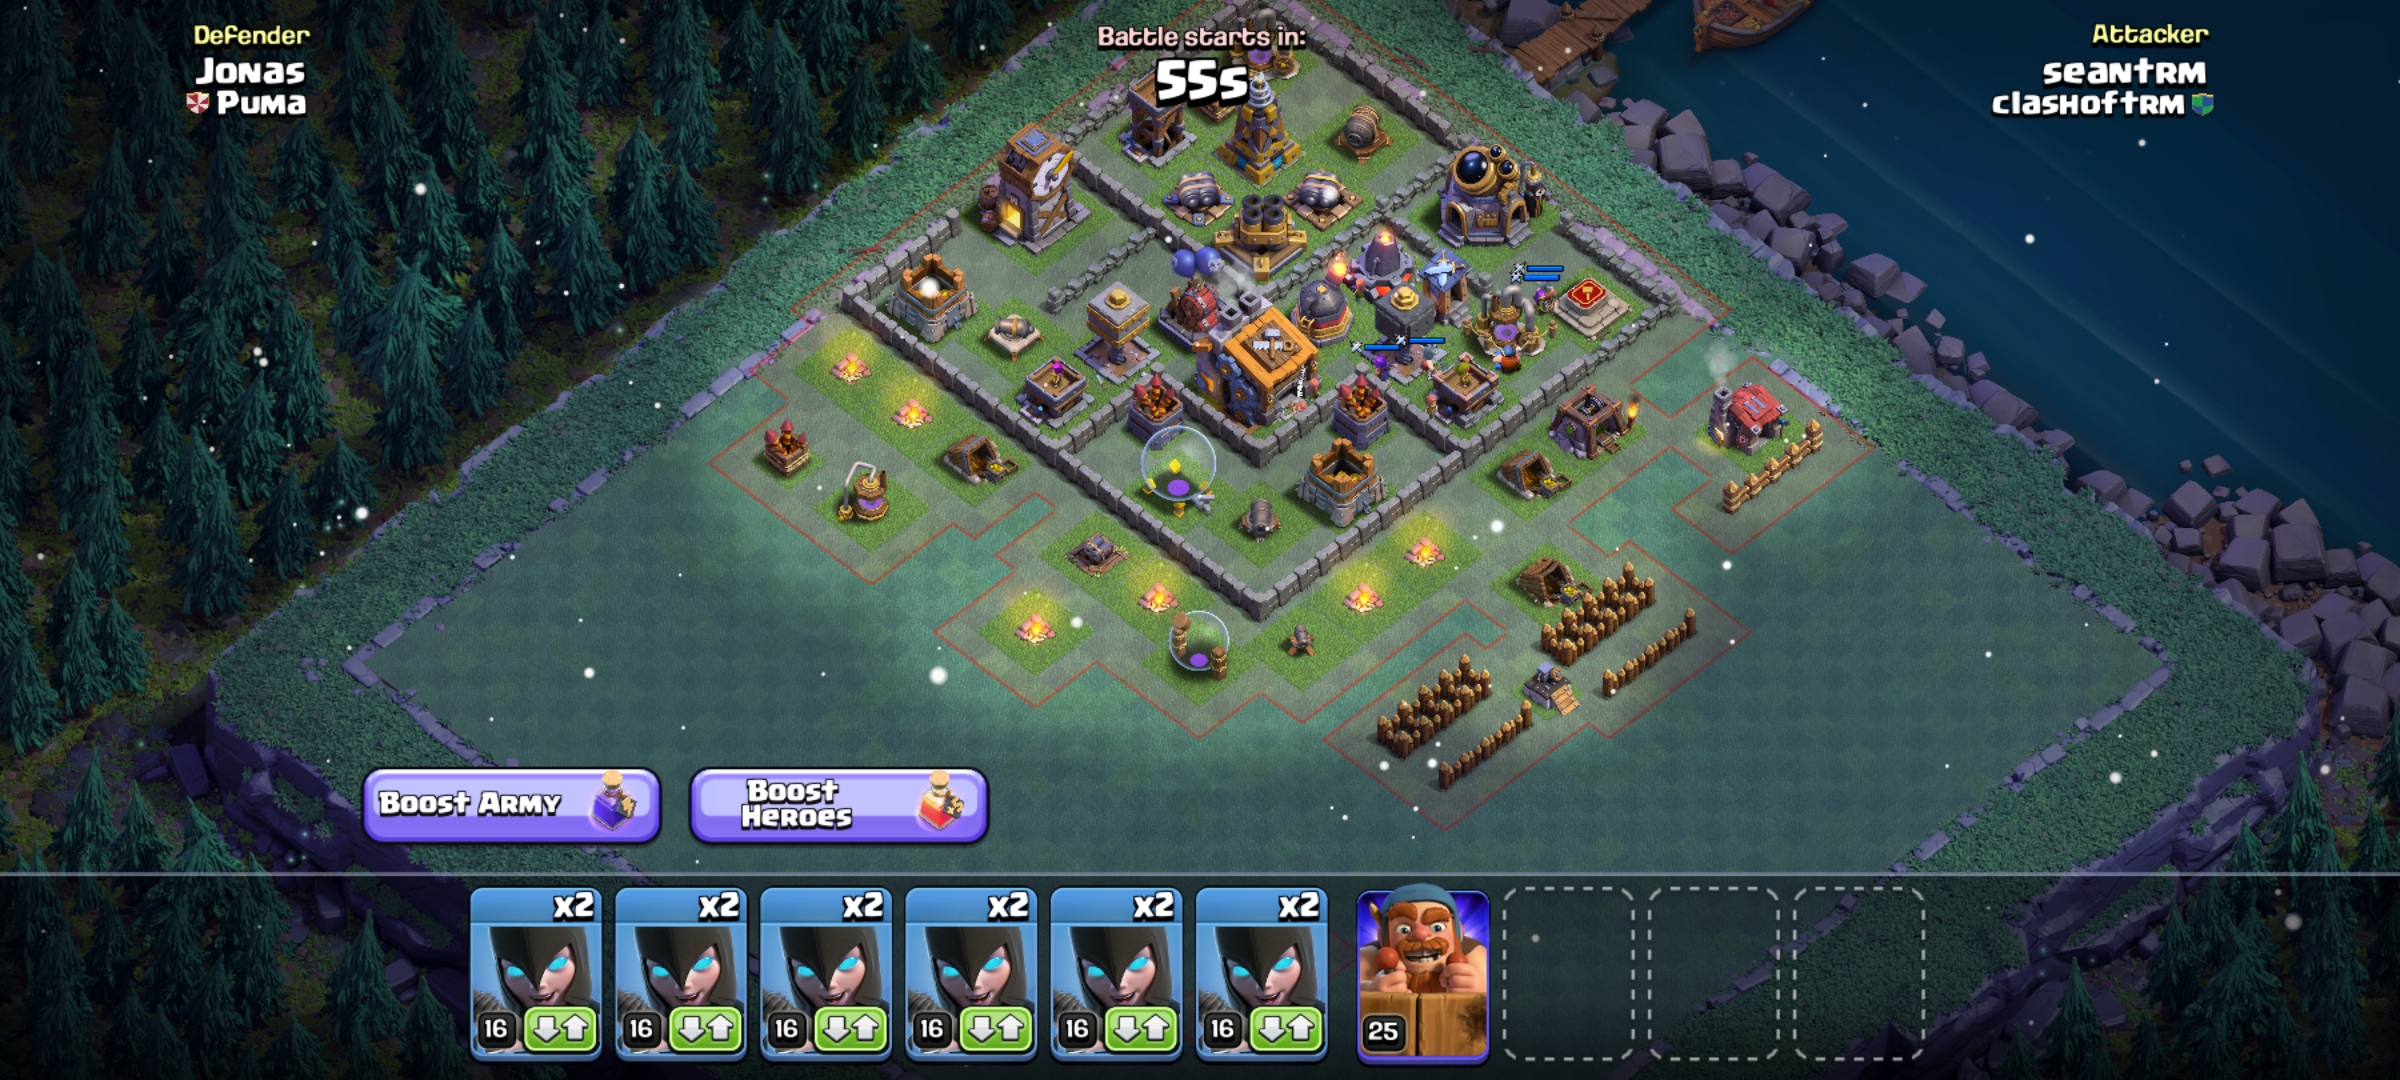 Defender
Jonas
Puma
Battle starts in:
55s
Attacker
seantRM
clashoftRM
Boost Army
Boost
Heroes
x2
x2
x2
x2
x2
x2
16
16
16
16
16
16
25